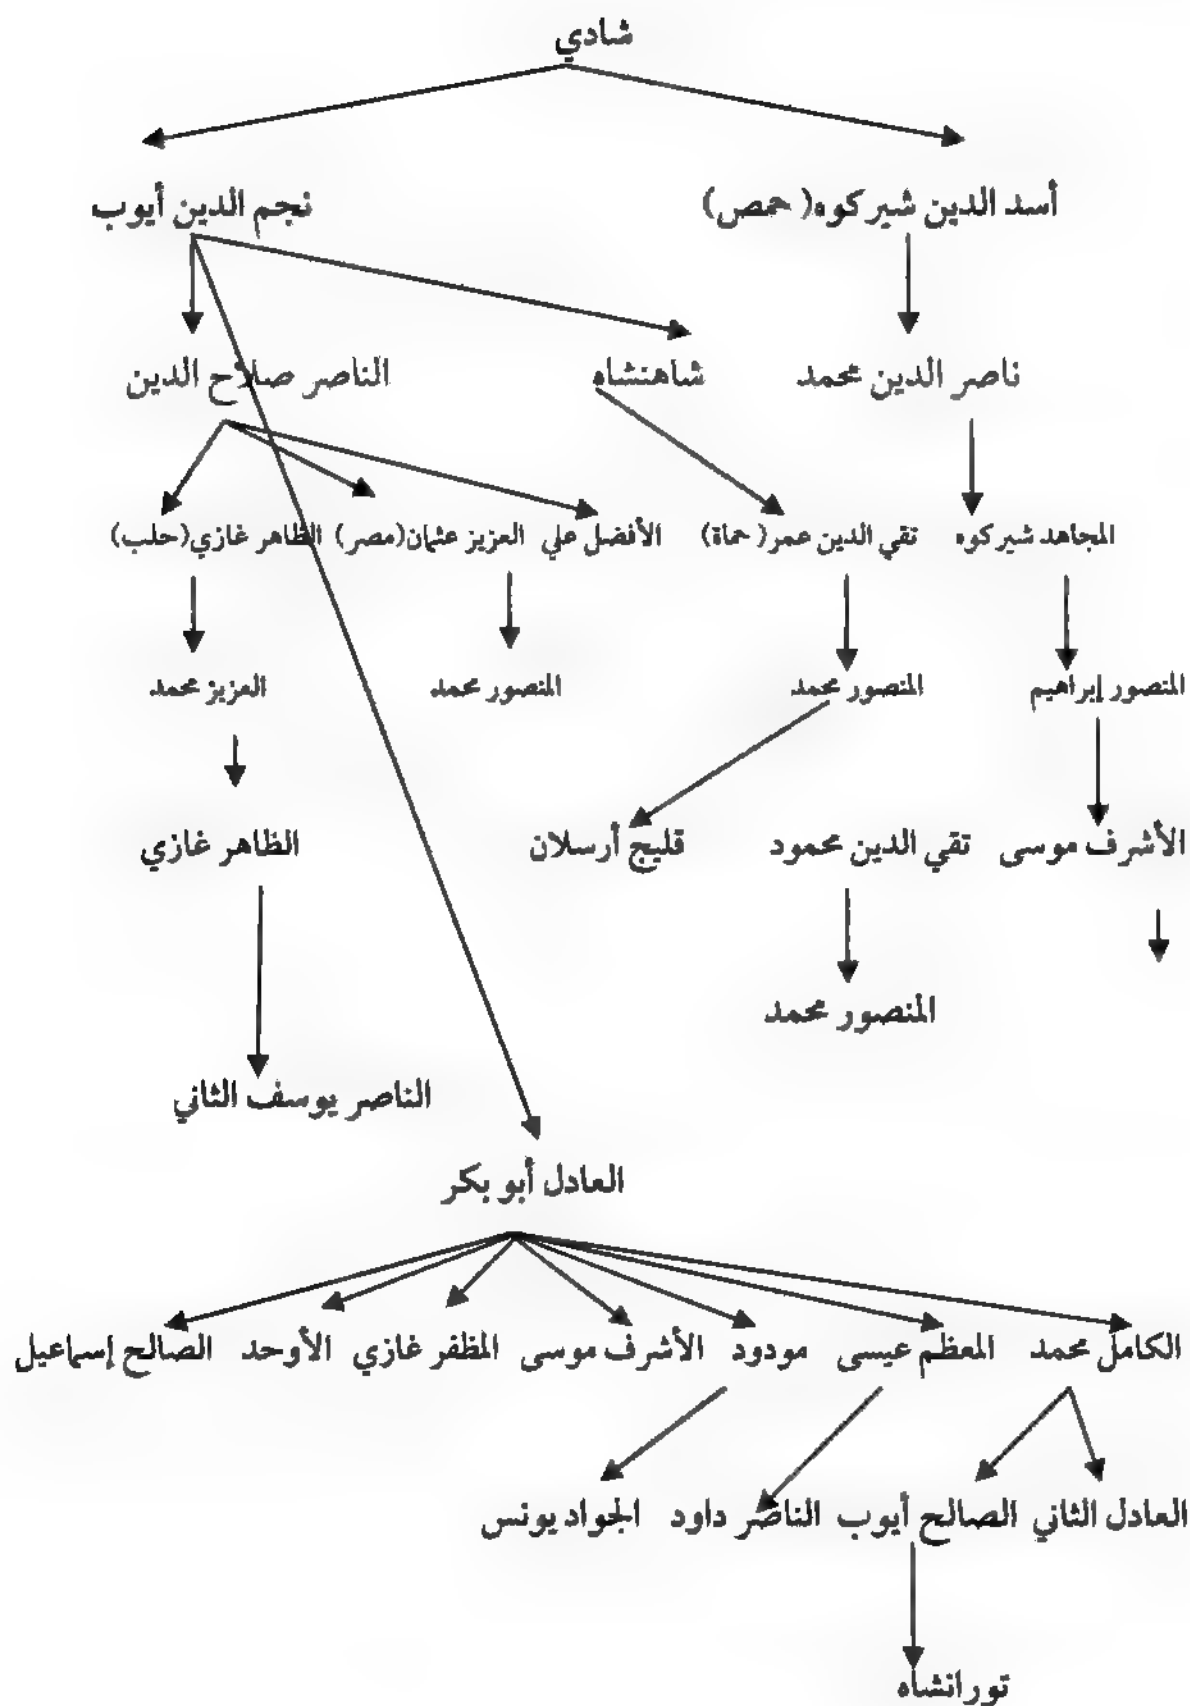 شادي
أسد الدين شيركوه( حمص) نجم الدين أيوب
ناصر الدين محمد شاهنشاه الناصر صلاح الدين
المجاهد شيركوه تقي الدين عمر( حماة) الأفضل علي العزيز عثمان(مصر) الظاهر غازي(حلب)
المنصور إبراهيم المنصور محمد المنصور محمد العزيز محمد
الأشرف موسى تقي الدين محمود قليج أرسلان الظاهر غازي
المنصور محمد
الناصر يوسف الثاني
العادل أبو بكر
الكامل محمد المعظم عيسى مودود الأشرف موسى المظفر غازي الأوحد الصالح إسماعيل
العادل الثاني الصالح أيوب الناصر داود الجواد يونس
تورانشاه